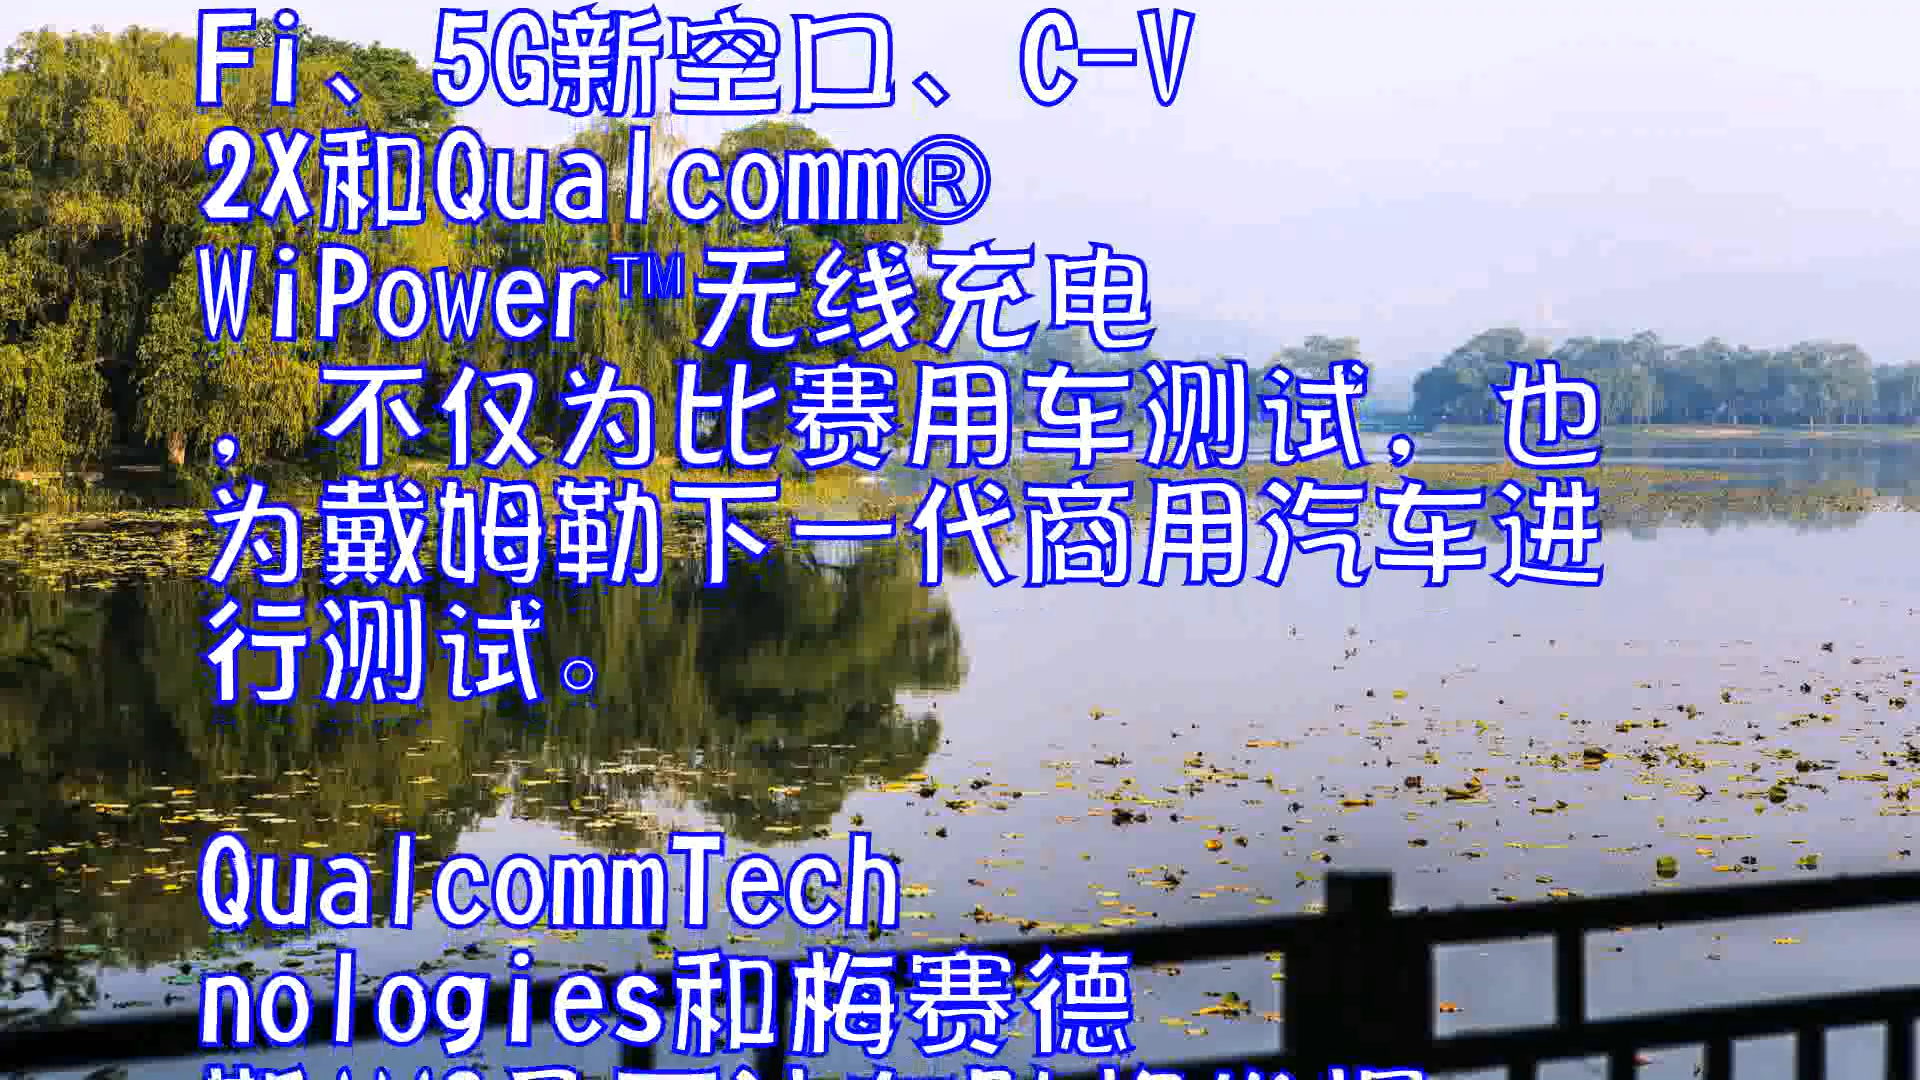 Fi、5G新空口、C-V
2X和Qualcomm®
WiPower™无线充电
，不仅为比赛用车测试，也
为戴姆勒下一代商用汽车进
行测试。
QualcommTech
nologies和梅赛德